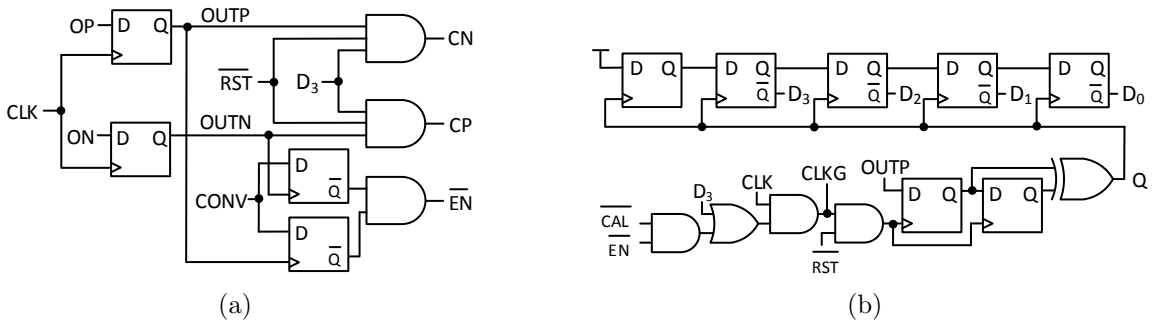 OP
D
Q
OUTP
CN
RST
D3
CLK
ON
D
Q
OUTN
CP
CONV
D
Q
EN
D
Q
(a)
D
Q
D
Q
Q
D3
D
Q
Q
D2
D
Q
Q
D1
D
Q
Q
D0
OUTP
CLK
CLKG
D3
CAL
EN
RST
D
Q
D
Q
Q
(b)